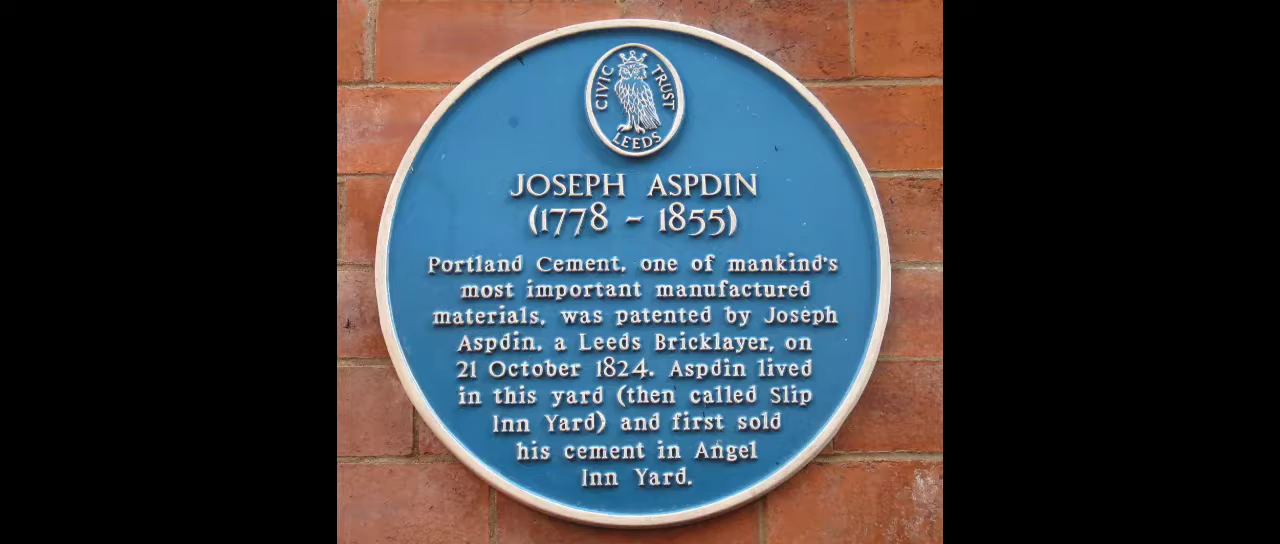 CIVIC TRUST
LEEDS
JOSEPH ASPDIN
(1778 - 1855)
Portland Cement, one of mankind's
most important manufactured
materials, was patented by Joseph
Aspdin, a Leeds Bricklayer, on
21 October 1824. Aspdin lived
in this yard (then called Slip
Inn Yard) and first sold
his cement in Angel
Inn Yard.